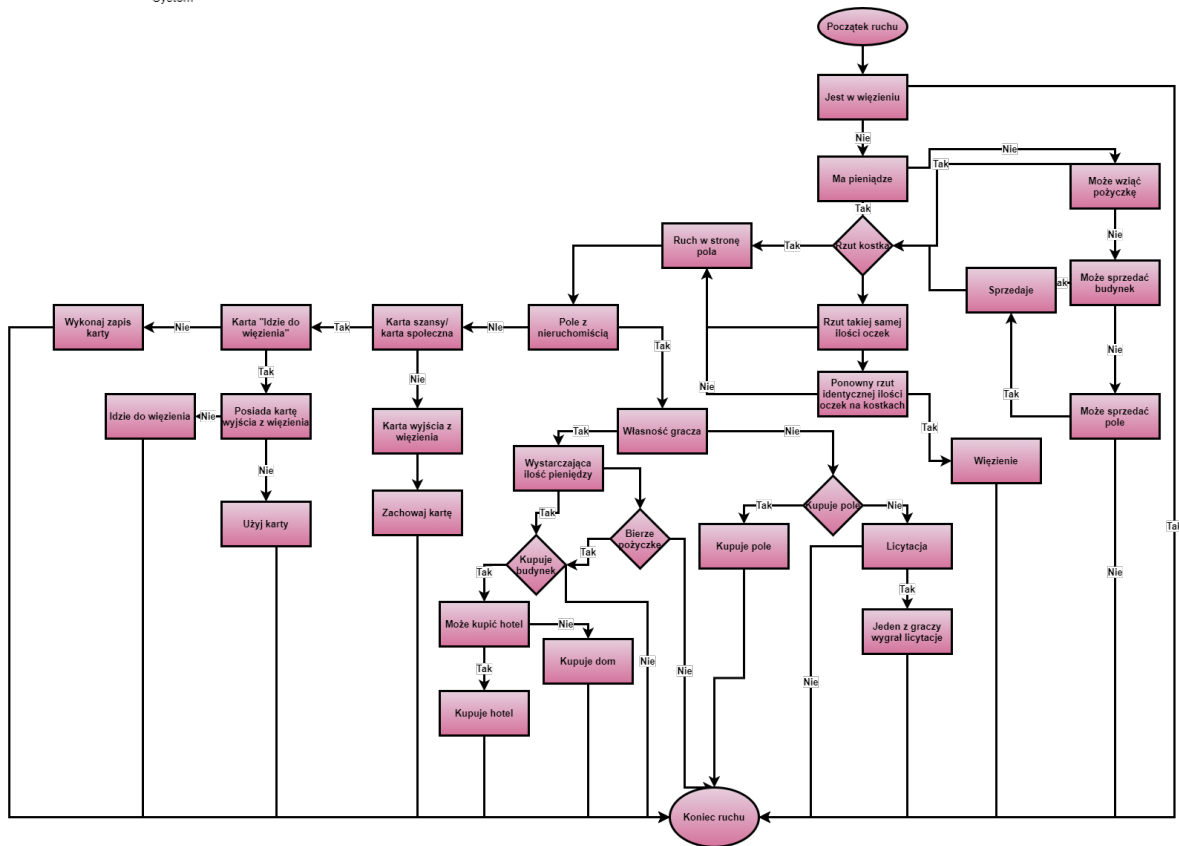 System
Początek ruchu
Jest w więzieniu
Nie
Nie
Ma pieniądze
Tak
Może wziąć
pożyczkę
Tak
Nie
Ruch w stronę
pola
Tak
Rzut kostką
Sprzedaje
ak
Może sprzedać
budynek
Wykonaj zapis
karty
Nie
Karta "Idzie do
więzienia"
Tak
Karta szansy/
karta społeczna
NIe
Pole z
nieruchomiścią
Rzut takiej samej
ilości oczek
Tak
Nie
Tak
Nie
Nie
Ponowny rzut
identycznej ilości
oczek na kostkach
Tak
Idzie do więzienia
Nie
Posiada kartę
wyjścia z więzienia
Karta wyjścia z
więzienia
Tak
Własność gracza
Nie
Tak
Może sprzedać
pole
Nie
Wystarczająca
ilość pieniędzy
Więzienie
Użyj karty
Zachowaj kartę
Tak
Tak
Kupuje pole
Nie
Tak
Kupuje
budynek
Tak
Bierze
pożyczkę
Kupuje pole
Licytacja
Tak
Nie
Tak
Może kupić hotel
Nie
Jeden z graczy
wygrał licytacje
Tak
Kupuje dom
Nie
Nie
Nie
Kupuje hotel
Koniec ruchu